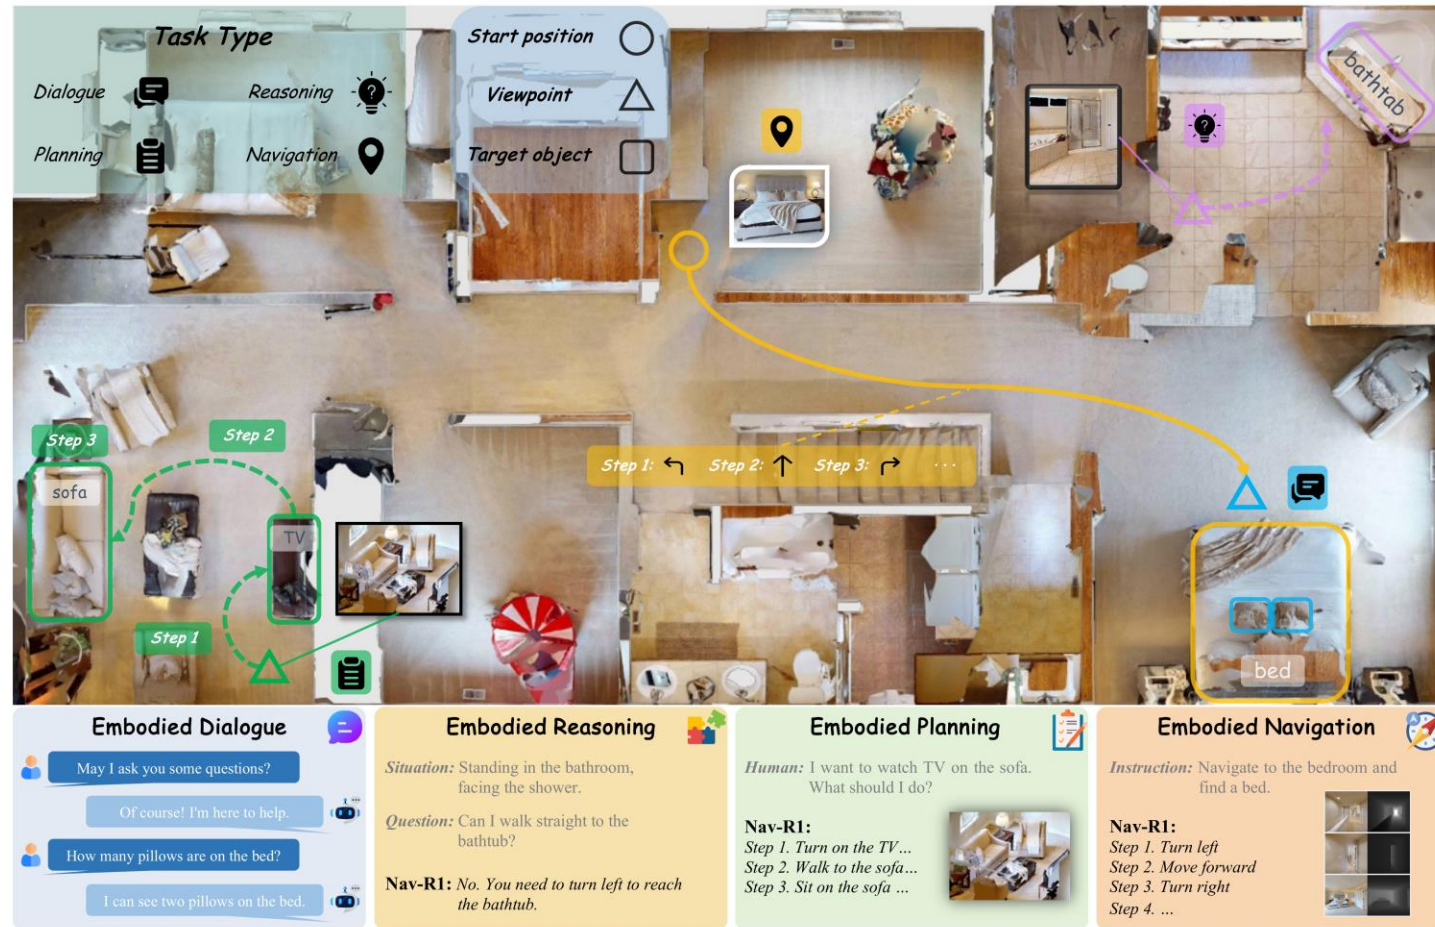 Task Type
Dialogue
Reasoning
Planning
Navigation
Start position
Viewpoint
Target object
bathtab
Step 3
Step 2
sofa
TV
Step 1
Step 1:
Step 2:
Step 3:
...
bed
Embodied Dialogue
May I ask you some questions?
Of course! I'm here to help.
How many pillows are on the bed?
I can see two pillows on the bed.
Embodied Reasoning
Situation: Standing in the bathroom,
facing the shower.
Question: Can I walk straight to the
bathtub?
Nav-R1: No. You need to turn left to reach
the bathtub.
Embodied Planning
Human: I want to watch TV on the sofa.
What should I do?
Nav-R1:
Step 1. Turn on the TV...
Step 2. Walk to the sofa...
Step 3. Sit on the sofa ...
Embodied Navigation
Instruction: Navigate to the bedroom and
find a bed.
Nav-R1:
Step 1. Turn left
Step 2. Move forward
Step 3. Turn right
Step 4. ...